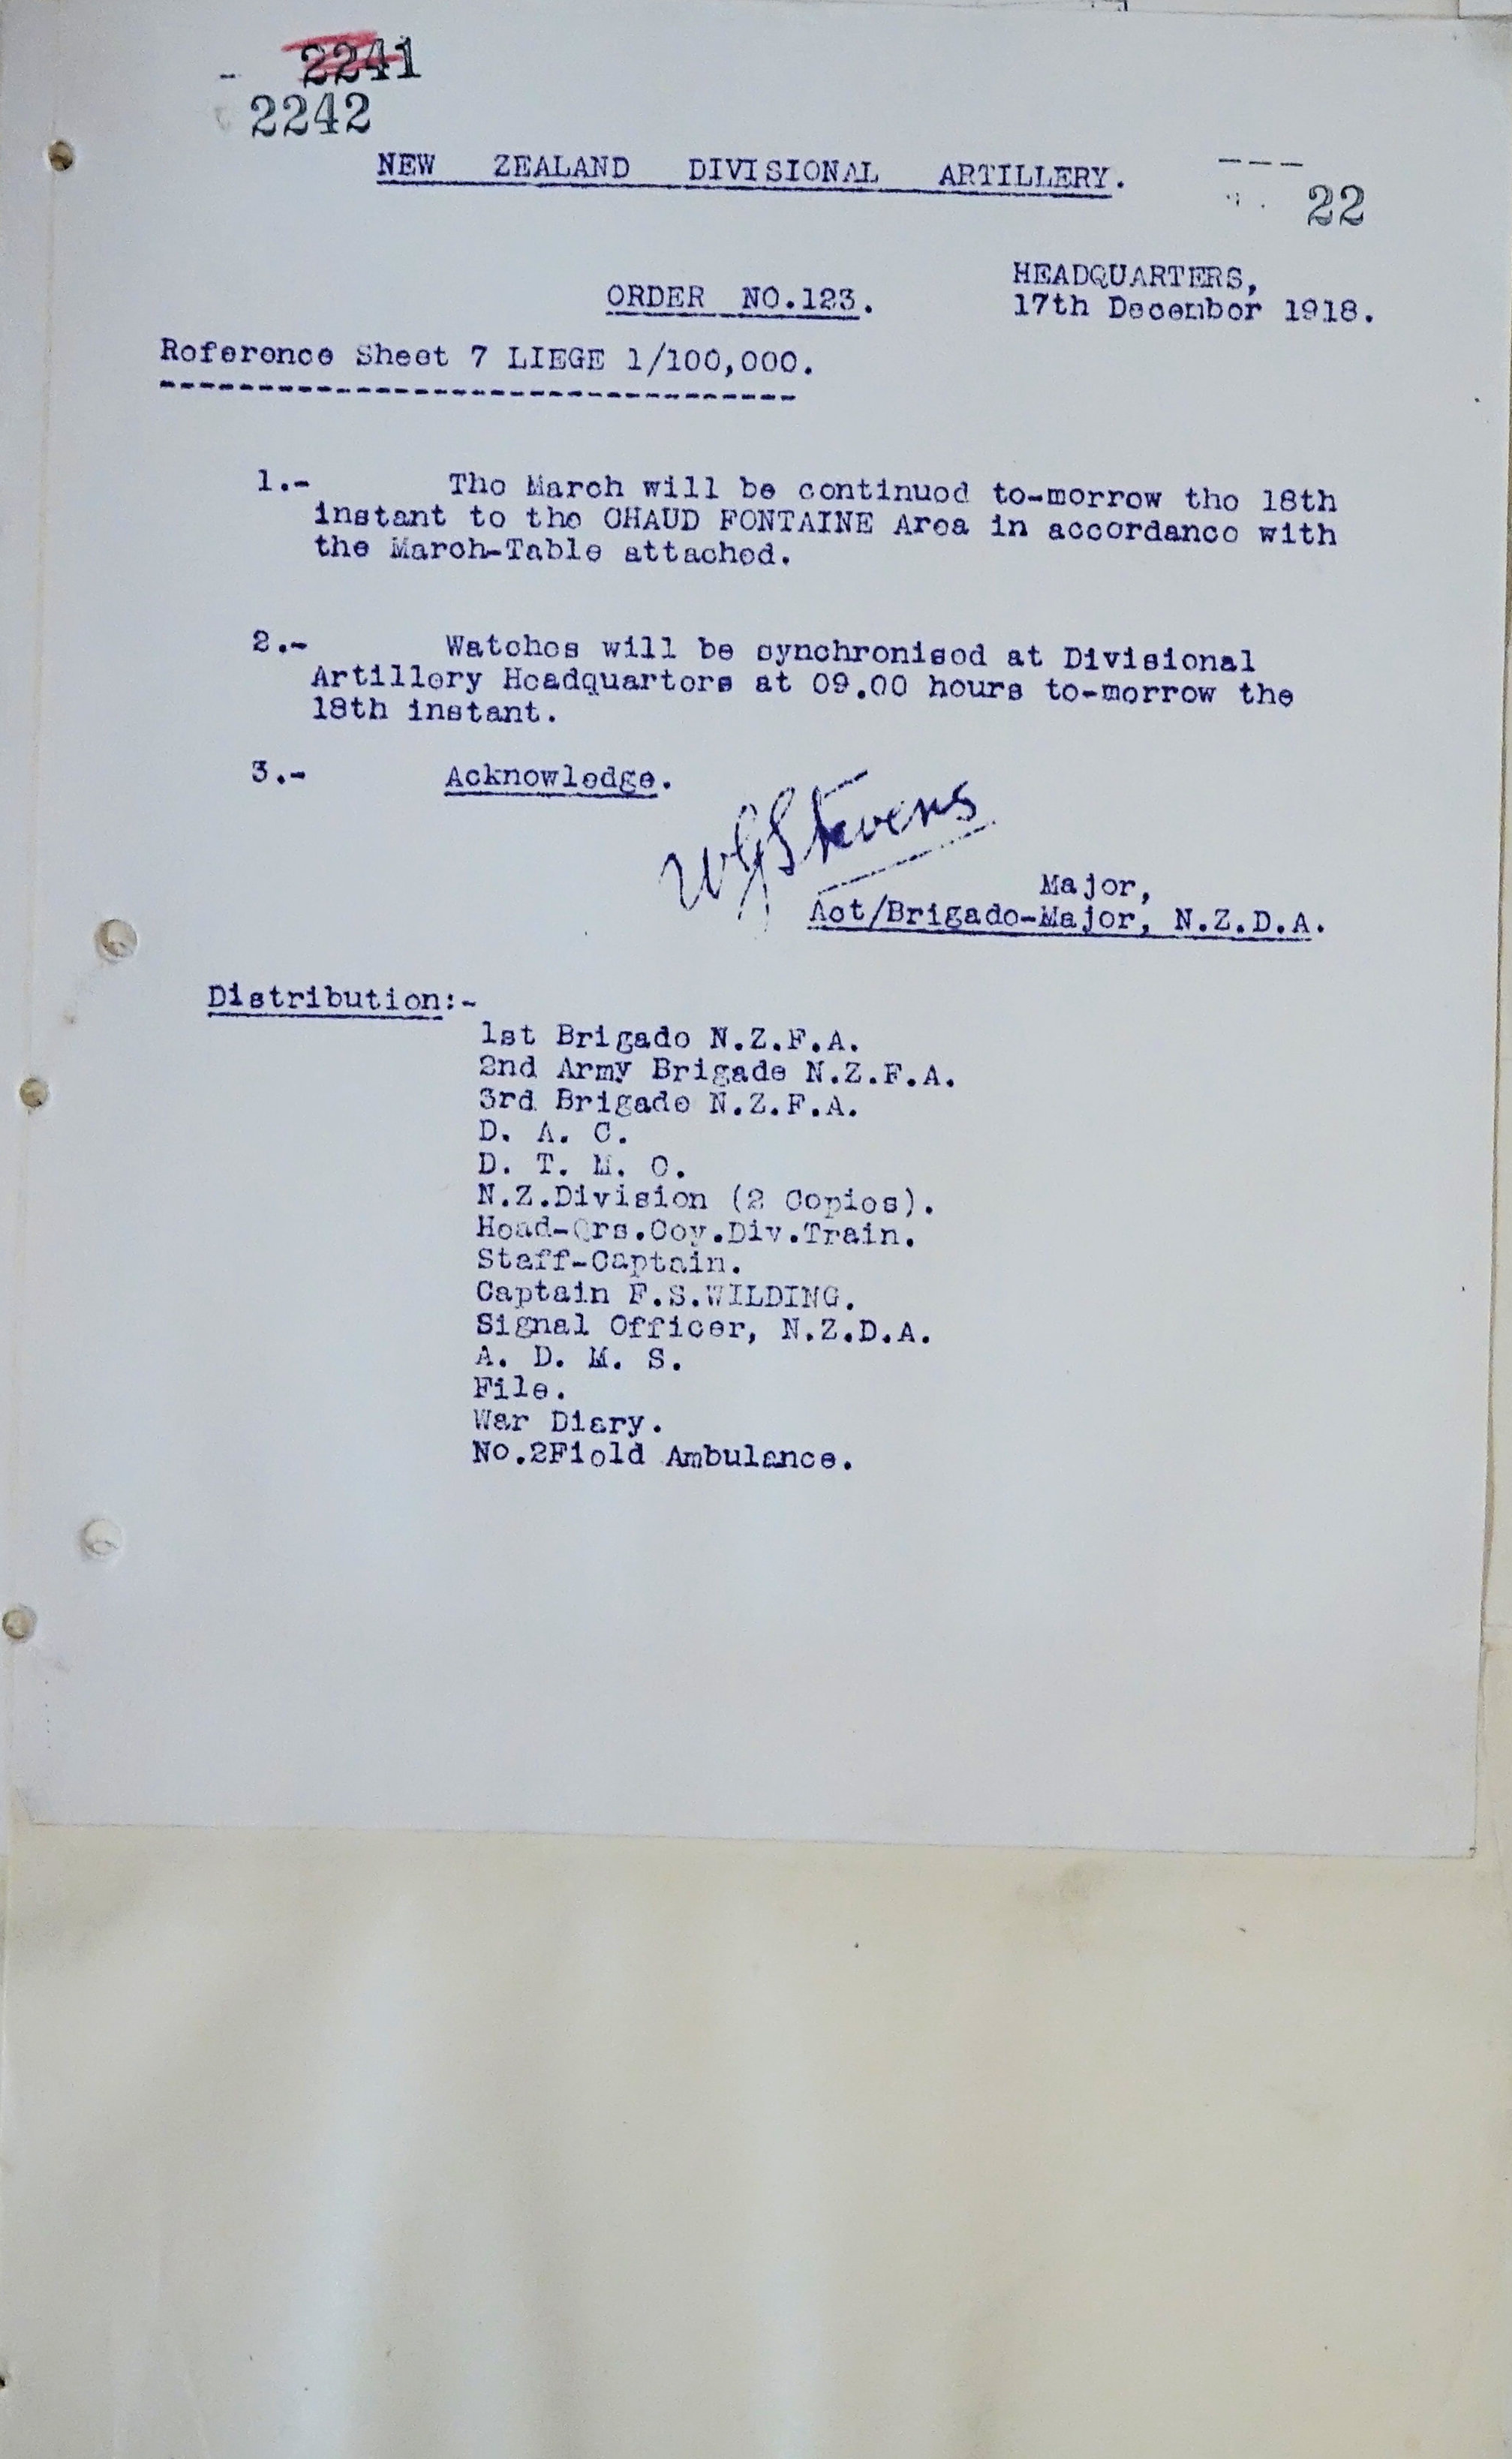 2241
2242
NEW ZEALAND DIVISIONAL ARTILLERY.
22
HEADQUARTERS,
17th December 1918.
ORDER NO.123.
Reference Sheet 7 LIEGE 1/100,000.
1.- The March will be continued to-morrow the 18th
instant to the CHAUD FONTAINE Area in accordance with
the March-Table attached.
2.- Watches will be synchronised at Divisional
Artillery Headquarters at 09.00 hours to-morrow the
18th instant.
3.- Acknowledge.
WGStevens
Major,
Act/Brigade-Major, N.Z.D.A.
Distribution:-
1st Brigade N.Z.F.A.
2nd Army Brigade N.Z.F.A.
3rd Brigade N.Z.F.A.
D. A. C.
D. T. M. O.
N.Z.Division (2 Copies).
Head-Qrs.Coy.Div.Train.
Staff-Captain.
Captain F.S.WILDING.
Signal Officer, N.Z.D.A.
A. D. M. S.
File.
War Diary.
No.2Field Ambulance.